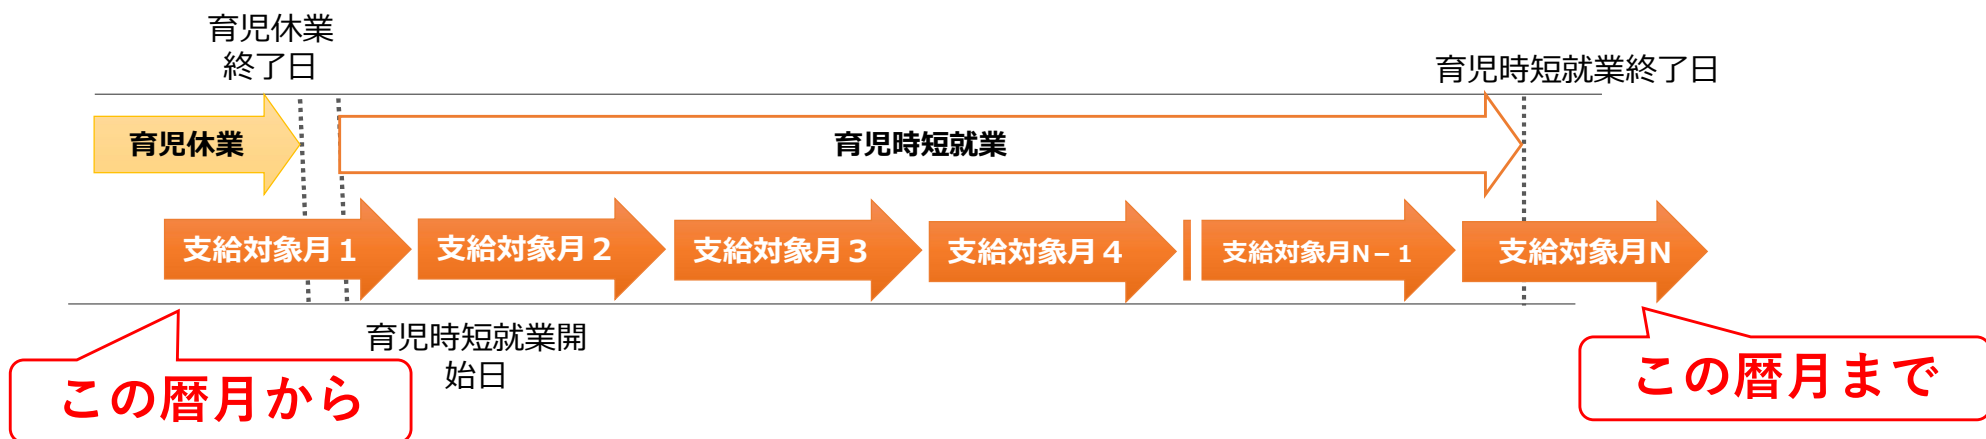 育児休業
終了日
育児時短就業終了日
育児休業
育児時短就業
支給対象月１
支給対象月２
支給対象月３
支給対象月４
支給対象月N－１
支給対象月N
育児時短就業開
始日
この暦月から
この暦月まで